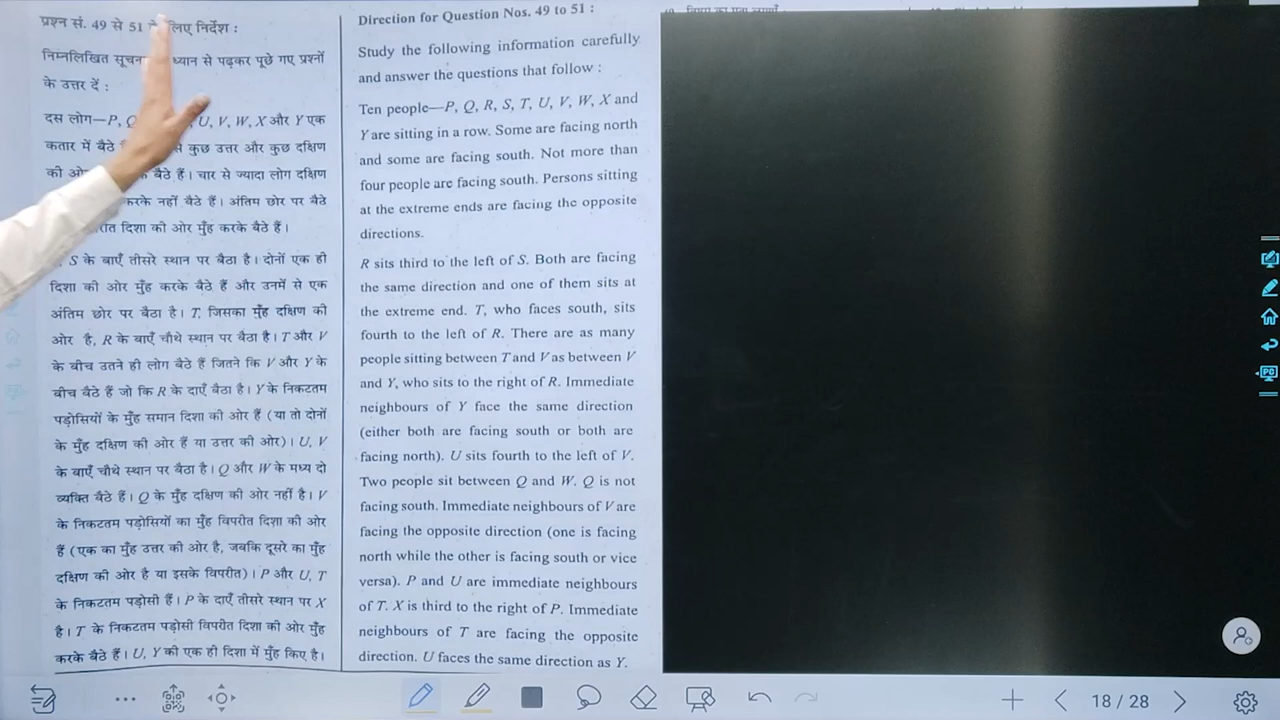 प्रश्न सं. 49 से 51 लिए निर्देश :
निम्नलिखित ध्यान से पढ़कर पूछे गए प्रश्नों
के उत्तर दें :
दस लोग—P, U, V, W, X और Y एक
कतार में बैठे कुछ उत्तर और कुछ दक्षिण
की बैठे हैं। चार से ज्यादा लोग दक्षिण
करके नहीं बैठे हैं। अंतिम छोर पर बैठे
दिशा की ओर मुँह करके बैठे हैं।
S के बाएँ तीसरे स्थान पर बैठा है। दोनों एक ही
दिशा की ओर मुँह करके बैठे हैं और उनमें से एक
अंतिम छोर पर बैठा है। T, जिसका मुँह दक्षिण की
ओर है, R के बाएँ चौथे स्थान पर बैठा है। T और V
के बीच उतने ही लोग बैठे हैं जितने कि V और Y के
बीच बैठे हैं जो कि R के दाएँ बैठा है। Y के निकटतम
पड़ोसियों के मुँह समान दिशा की ओर हैं (या तो दोनों
के मुँह दक्षिण की ओर हैं या उत्तर की ओर)। U, V
के बाएँ चौथे स्थान पर बैठा है। Q और W के मध्य दो
व्यक्ति बैठे हैं। Q के मुँह दक्षिण की ओर नहीं है। V
के निकटतम पड़ोसियों का मुँह विपरीत दिशा की ओर
हैं (एक का मुँह उत्तर की ओर है, जबकि दूसरे का मुँह
दक्षिण की ओर है या इसके विपरीत)। P और U, T
के निकटतम पड़ोसी हैं। P के दाएँ तीसरे स्थान पर X
है। T के निकटतम पड़ोसी विपरीत दिशा की ओर मुँह
करके बैठे हैं। U, Y की एक ही दिशा में मुँह किए है।
Direction for Question Nos. 49 to 51 :
Study the following information carefully
and answer the questions that follow :
Ten people—P, Q, R, S, T, U, V, W, X and
Y are sitting in a row. Some are facing north
and some are facing south. Not more than
four people are facing south. Persons sitting
at the extreme ends are facing the opposite
directions.
R sits third to the left of S. Both are facing
the same direction and one of them sits at
the extreme end. T, who faces south, sits
fourth to the left of R. There are as many
people sitting between T and V as between V
and Y, who sits to the right of R. Immediate
neighbours of Y face the same direction
(either both are facing south or both are
facing north). U sits fourth to the left of V.
Two people sit between Q and W. Q is not
facing south. Immediate neighbours of V are
facing the opposite direction (one is facing
north while the other is facing south or vice
versa). P and U are immediate neighbours
of T. X is third to the right of P. Immediate
neighbours of T are facing the opposite
direction. U faces the same direction as Y.
18 / 28